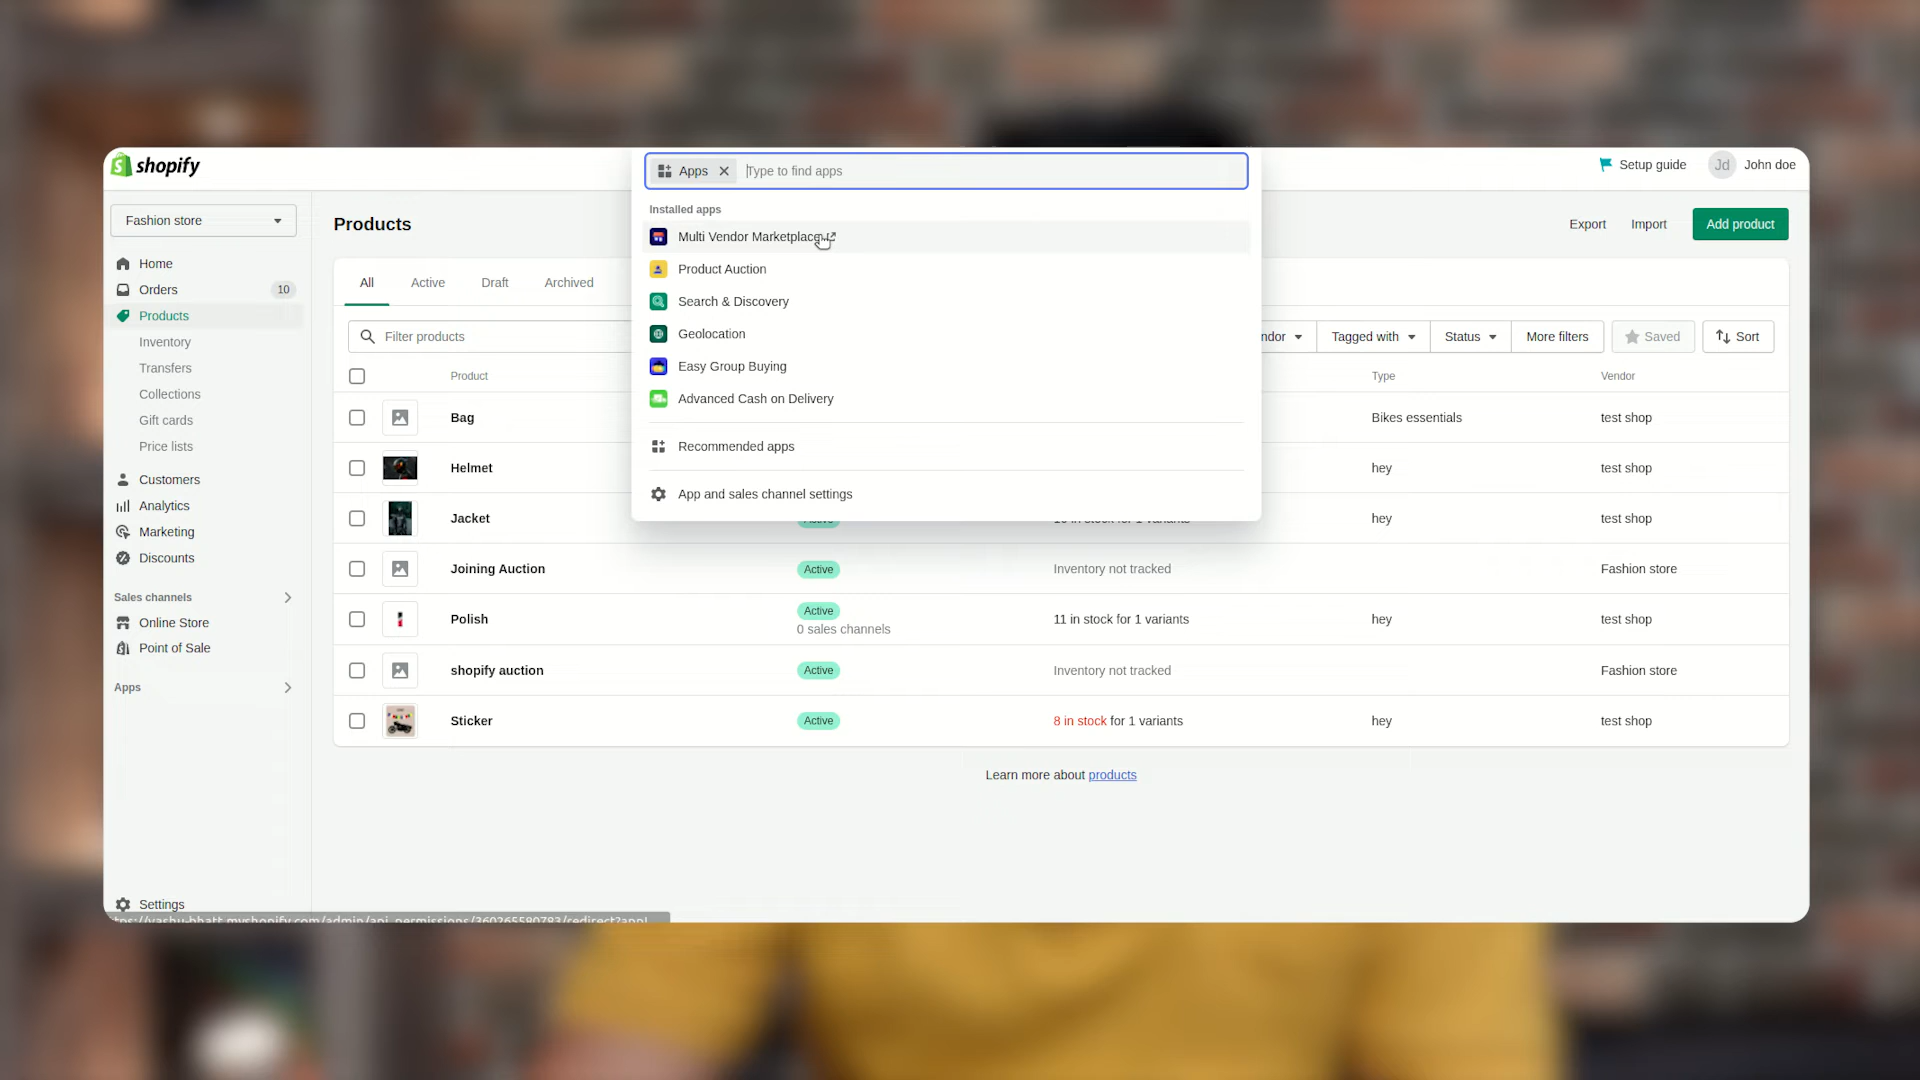 shopify
Apps Type to find apps
Setup guide
Jd John doe
Fashion store
Home
Orders 10
Products
Inventory
Transfers
Collections
Gift cards
Price lists
Customers
Analytics
Marketing
Discounts
Sales channels
Online Store
Point of Sale
Apps
Settings
Products
Export Import Add product
Installed apps
Multi Vendor Marketplace
Product Auction
Search & Discovery
Geolocation
Easy Group Buying
Advanced Cash on Delivery
Recommended apps
App and sales channel settings
All Active Draft Archived
Filter products
Tagged with Status More filters Saved Sort
Product Type Vendor
Bag Bikes essentials test shop
Helmet hey test shop
Jacket Active in stock for 1 variants hey test shop
Joining Auction Active Inventory not tracked Fashion store
Polish Active 11 in stock for 1 variants hey test shop
0 sales channels
shopify auction Active Inventory not tracked Fashion store
Sticker Active 8 in stock for 1 variants hey test shop
Learn more about products